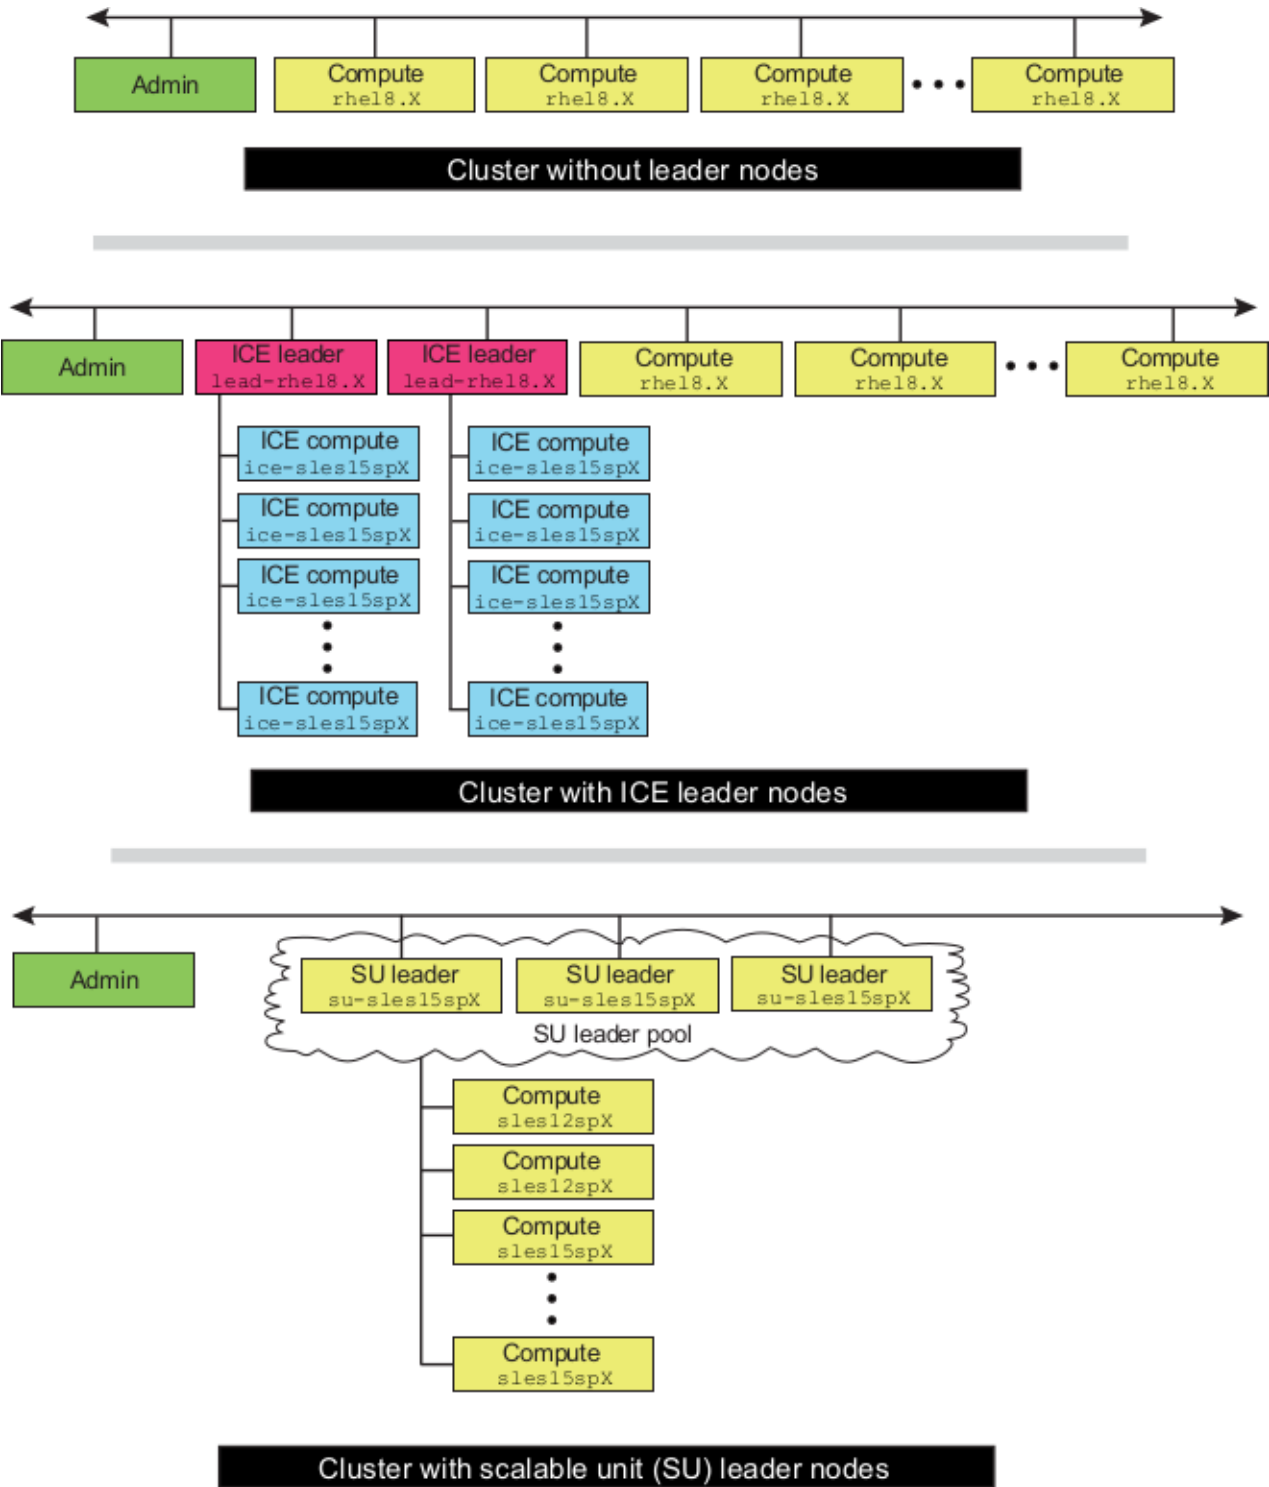 Admin
Compute
rhel8.X
Compute
rhel8.X
Compute
rhel8.X
Compute
rhel8.X
Cluster without leader nodes
Admin
ICE leader
lead-rhel8.X
ICE leader
lead-rhel8.X
Compute
rhel8.X
Compute
rhel8.X
Compute
rhel8.X
ICE compute
ice-sles15spX
ICE compute
ice-sles15spX
ICE compute
ice-sles15spX
ICE compute
ice-sles15spX
ICE compute
ice-sles15spX
ICE compute
ice-sles15spX
ICE compute
ice-sles15spX
ICE compute
ice-sles15spX
Cluster with ICE leader nodes
Admin
SU leader
su-sles15spX
SU leader
su-sles15spX
SU leader
su-sles15spX
SU leader pool
Compute
sles12spX
Compute
sles12spX
Compute
sles15spX
Compute
sles15spX
Cluster with scalable unit (SU) leader nodes